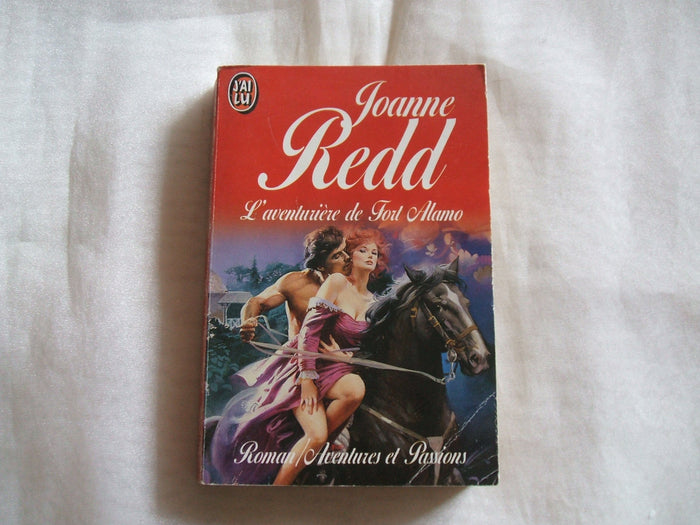 J'AI
LU
Joanne
Redd
L'aventurière de Fort Alamo
Roman/Aventures et Passions